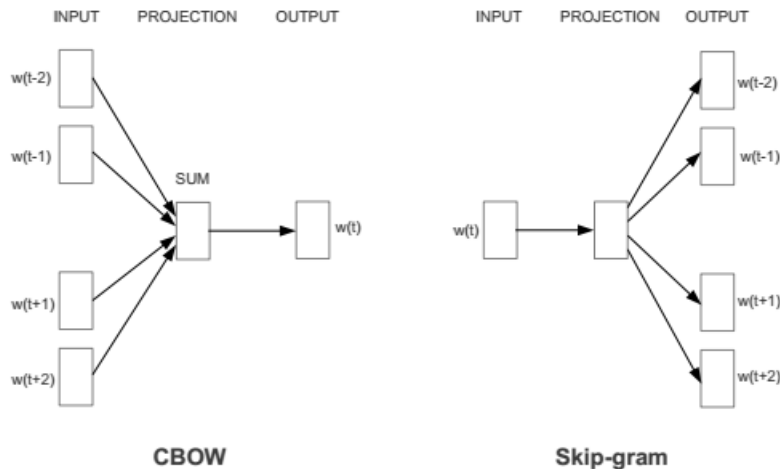 INPUT PROJECTION OUTPUT
w(t-2)
w(t-1)
SUM
w(t)
w(t+1)
w(t+2)
CBOW
INPUT PROJECTION OUTPUT
w(t-2)
w(t-1)
w(t)
w(t+1)
w(t+2)
Skip-gram